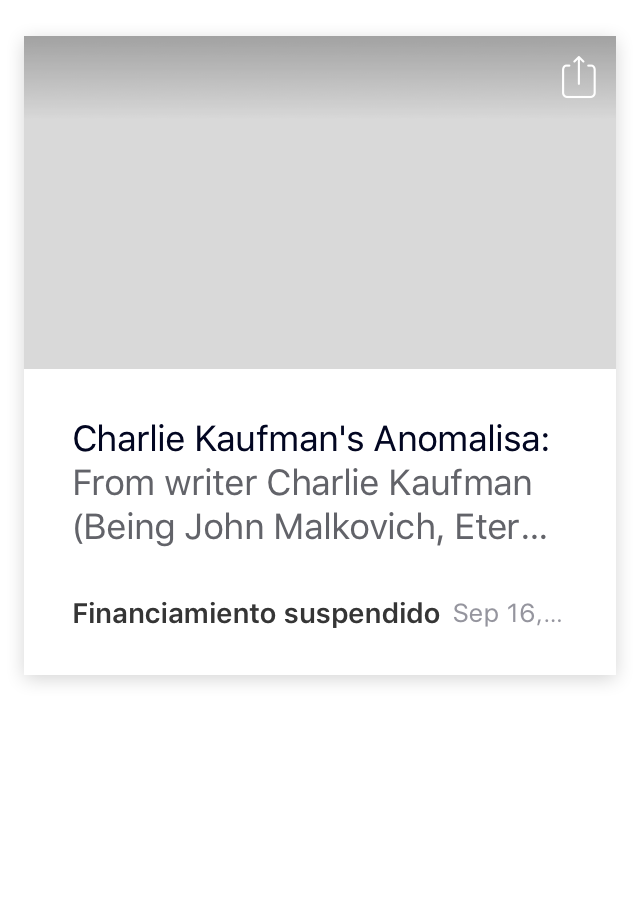 Charlie Kaufman's Anomalisa:
From writer Charlie Kaufman
(Being John Malkovich, Eter...
Financiamiento suspendido Sep 16,...